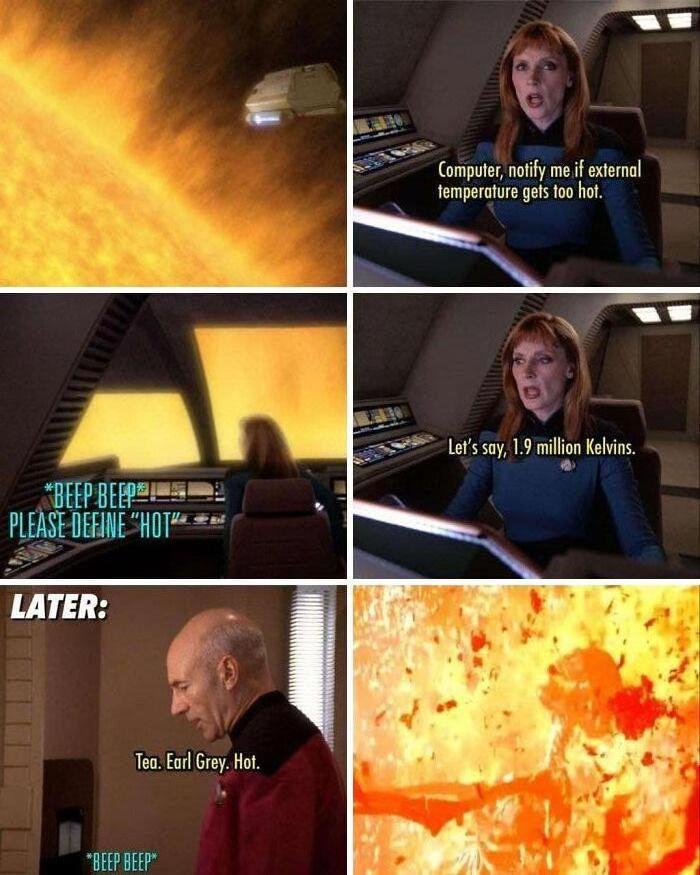 Computer, notify me if external
temperature gets too hot.
*BEEP BEEP*
PLEASE DEFINE "HOT"
Let's say, 1.9 million Kelvins.
LATER:
Tea. Earl Grey. Hot.
*BEEP BEEP*